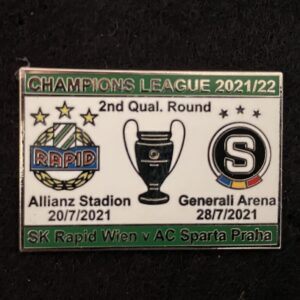 CHAMPIONS LEAGUE 2021/22
2nd Qual. Round
RAPID
S
Allianz Stadion
20/7/2021
Generali Arena
28/7/2021
SK Rapid Wien v AC Sparta Praha